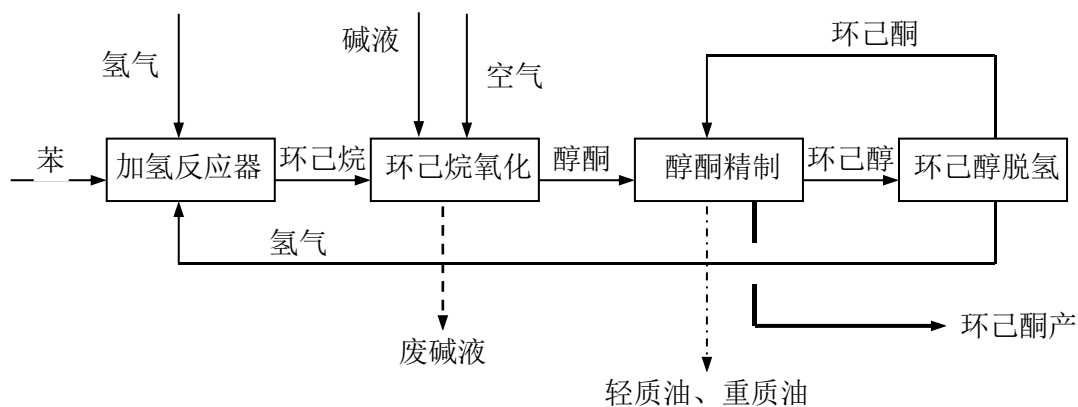 环己酮
碱液
氢气
空气
苯
加氢反应器
环己烷
环己烷氧化
醇酮
醇酮精制
环己醇
环己醇脱氢
氢气
环己酮产
废碱液
轻质油、重质油